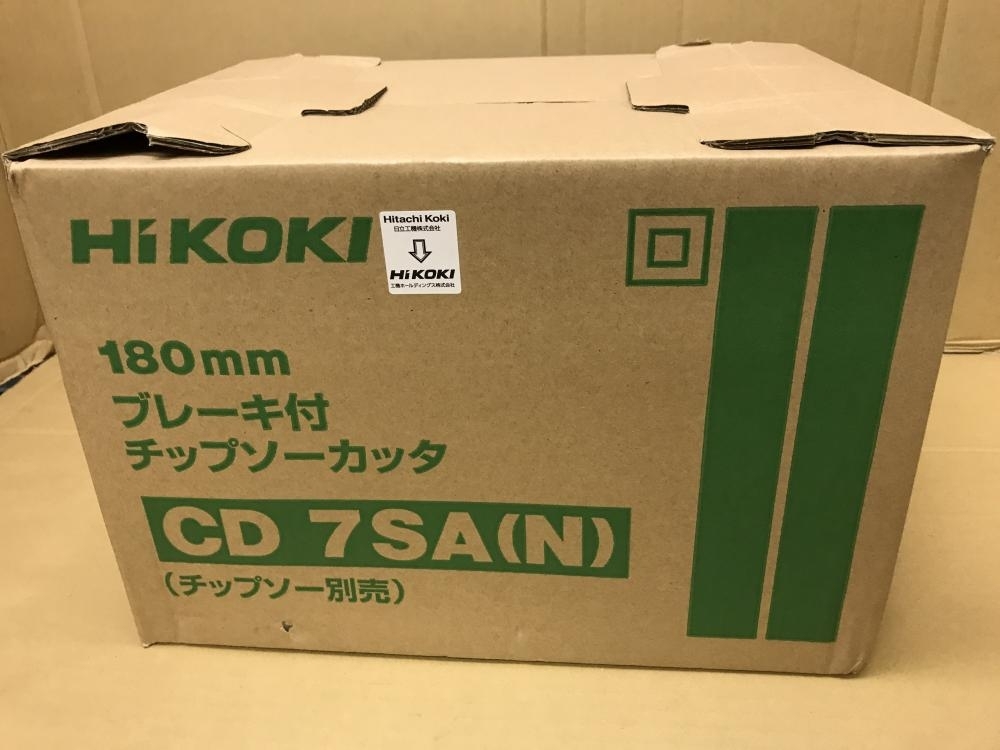 HiKOKI
Hitachi Koki
日立工機株式会社
HiKOKI
工機ホールディングス株式会社
180mm
ブレーキ付
チップソーカッタ
CD 7SA(N)
(チップソー別売)